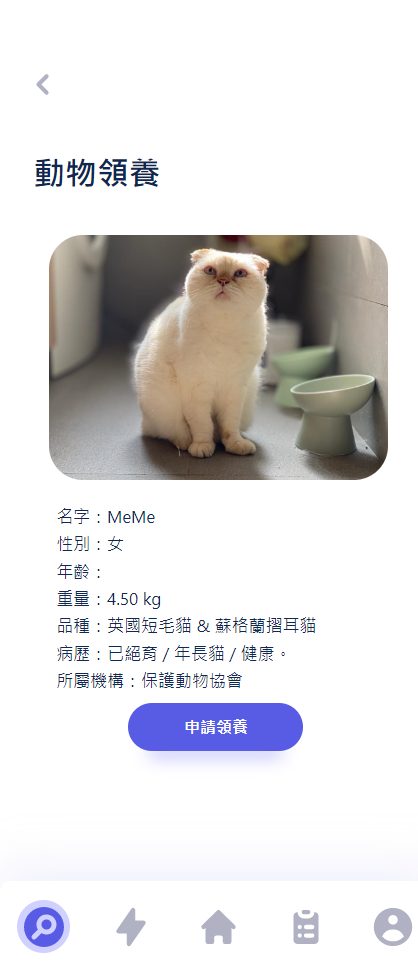 動物領養
名字：MeMe
性別：女
年齡：
重量：4.50 kg
品種：英國短毛貓 & 蘇格蘭摺耳貓
病歷：已絕育 / 年長貓 / 健康。
所屬機構：保護動物協會
申請領養